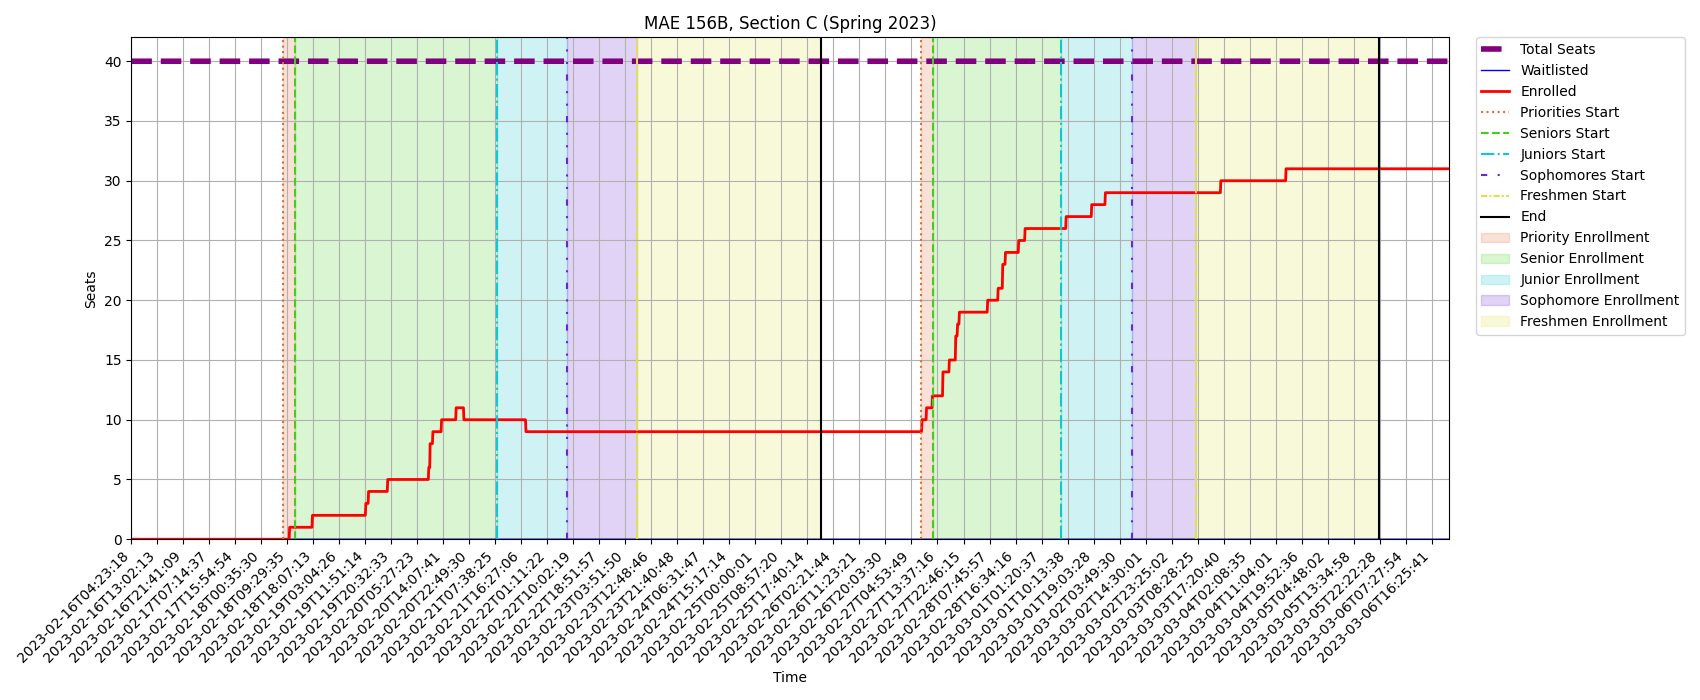 MAE 156B, Section C (Spring 2023)
Seats
40
35
30
25
20
15
10
5
0
2023-02-16T04:23:18
2023-02-16T13:02:13
2023-02-16T21:41:09
2023-02-17T07:14:37
2023-02-17T15:54:54
2023-02-18T00:35:30
2023-02-18T09:29:35
2023-02-18T18:07:13
2023-02-19T03:04:26
2023-02-19T11:51:14
2023-02-19T20:32:33
2023-02-20T05:27:23
2023-02-20T14:07:41
2023-02-20T22:49:30
2023-02-21T07:38:25
2023-02-21T16:27:06
2023-02-22T01:11:22
2023-02-22T10:02:19
2023-02-22T18:51:57
2023-02-23T03:51:50
2023-02-23T12:48:46
2023-02-23T21:40:48
2023-02-24T06:31:47
2023-02-24T15:17:14
2023-02-25T00:00:01
2023-02-25T08:57:20
2023-02-25T17:40:14
2023-02-26T02:21:44
2023-02-26T11:23:21
2023-02-26T20:03:30
2023-02-27T04:53:49
2023-02-27T13:37:16
2023-02-27T22:46:15
2023-02-28T07:45:57
2023-02-28T16:34:16
2023-03-01T01:20:37
2023-03-01T10:13:38
2023-03-01T19:03:28
2023-03-02T03:49:30
2023-03-02T14:30:01
2023-03-02T23:25:02
2023-03-03T08:28:25
2023-03-03T17:20:40
2023-03-04T02:08:35
2023-03-04T11:04:01
2023-03-04T19:52:36
2023-03-05T04:48:02
2023-03-05T13:34:58
2023-03-05T22:22:28
2023-03-06T07:27:54
2023-03-06T16:25:41
Time
Total Seats
Waitlisted
Enrolled
Priorities Start
Seniors Start
Juniors Start
Sophomores Start
Freshmen Start
End
Priority Enrollment
Senior Enrollment
Junior Enrollment
Sophomore Enrollment
Freshmen Enrollment